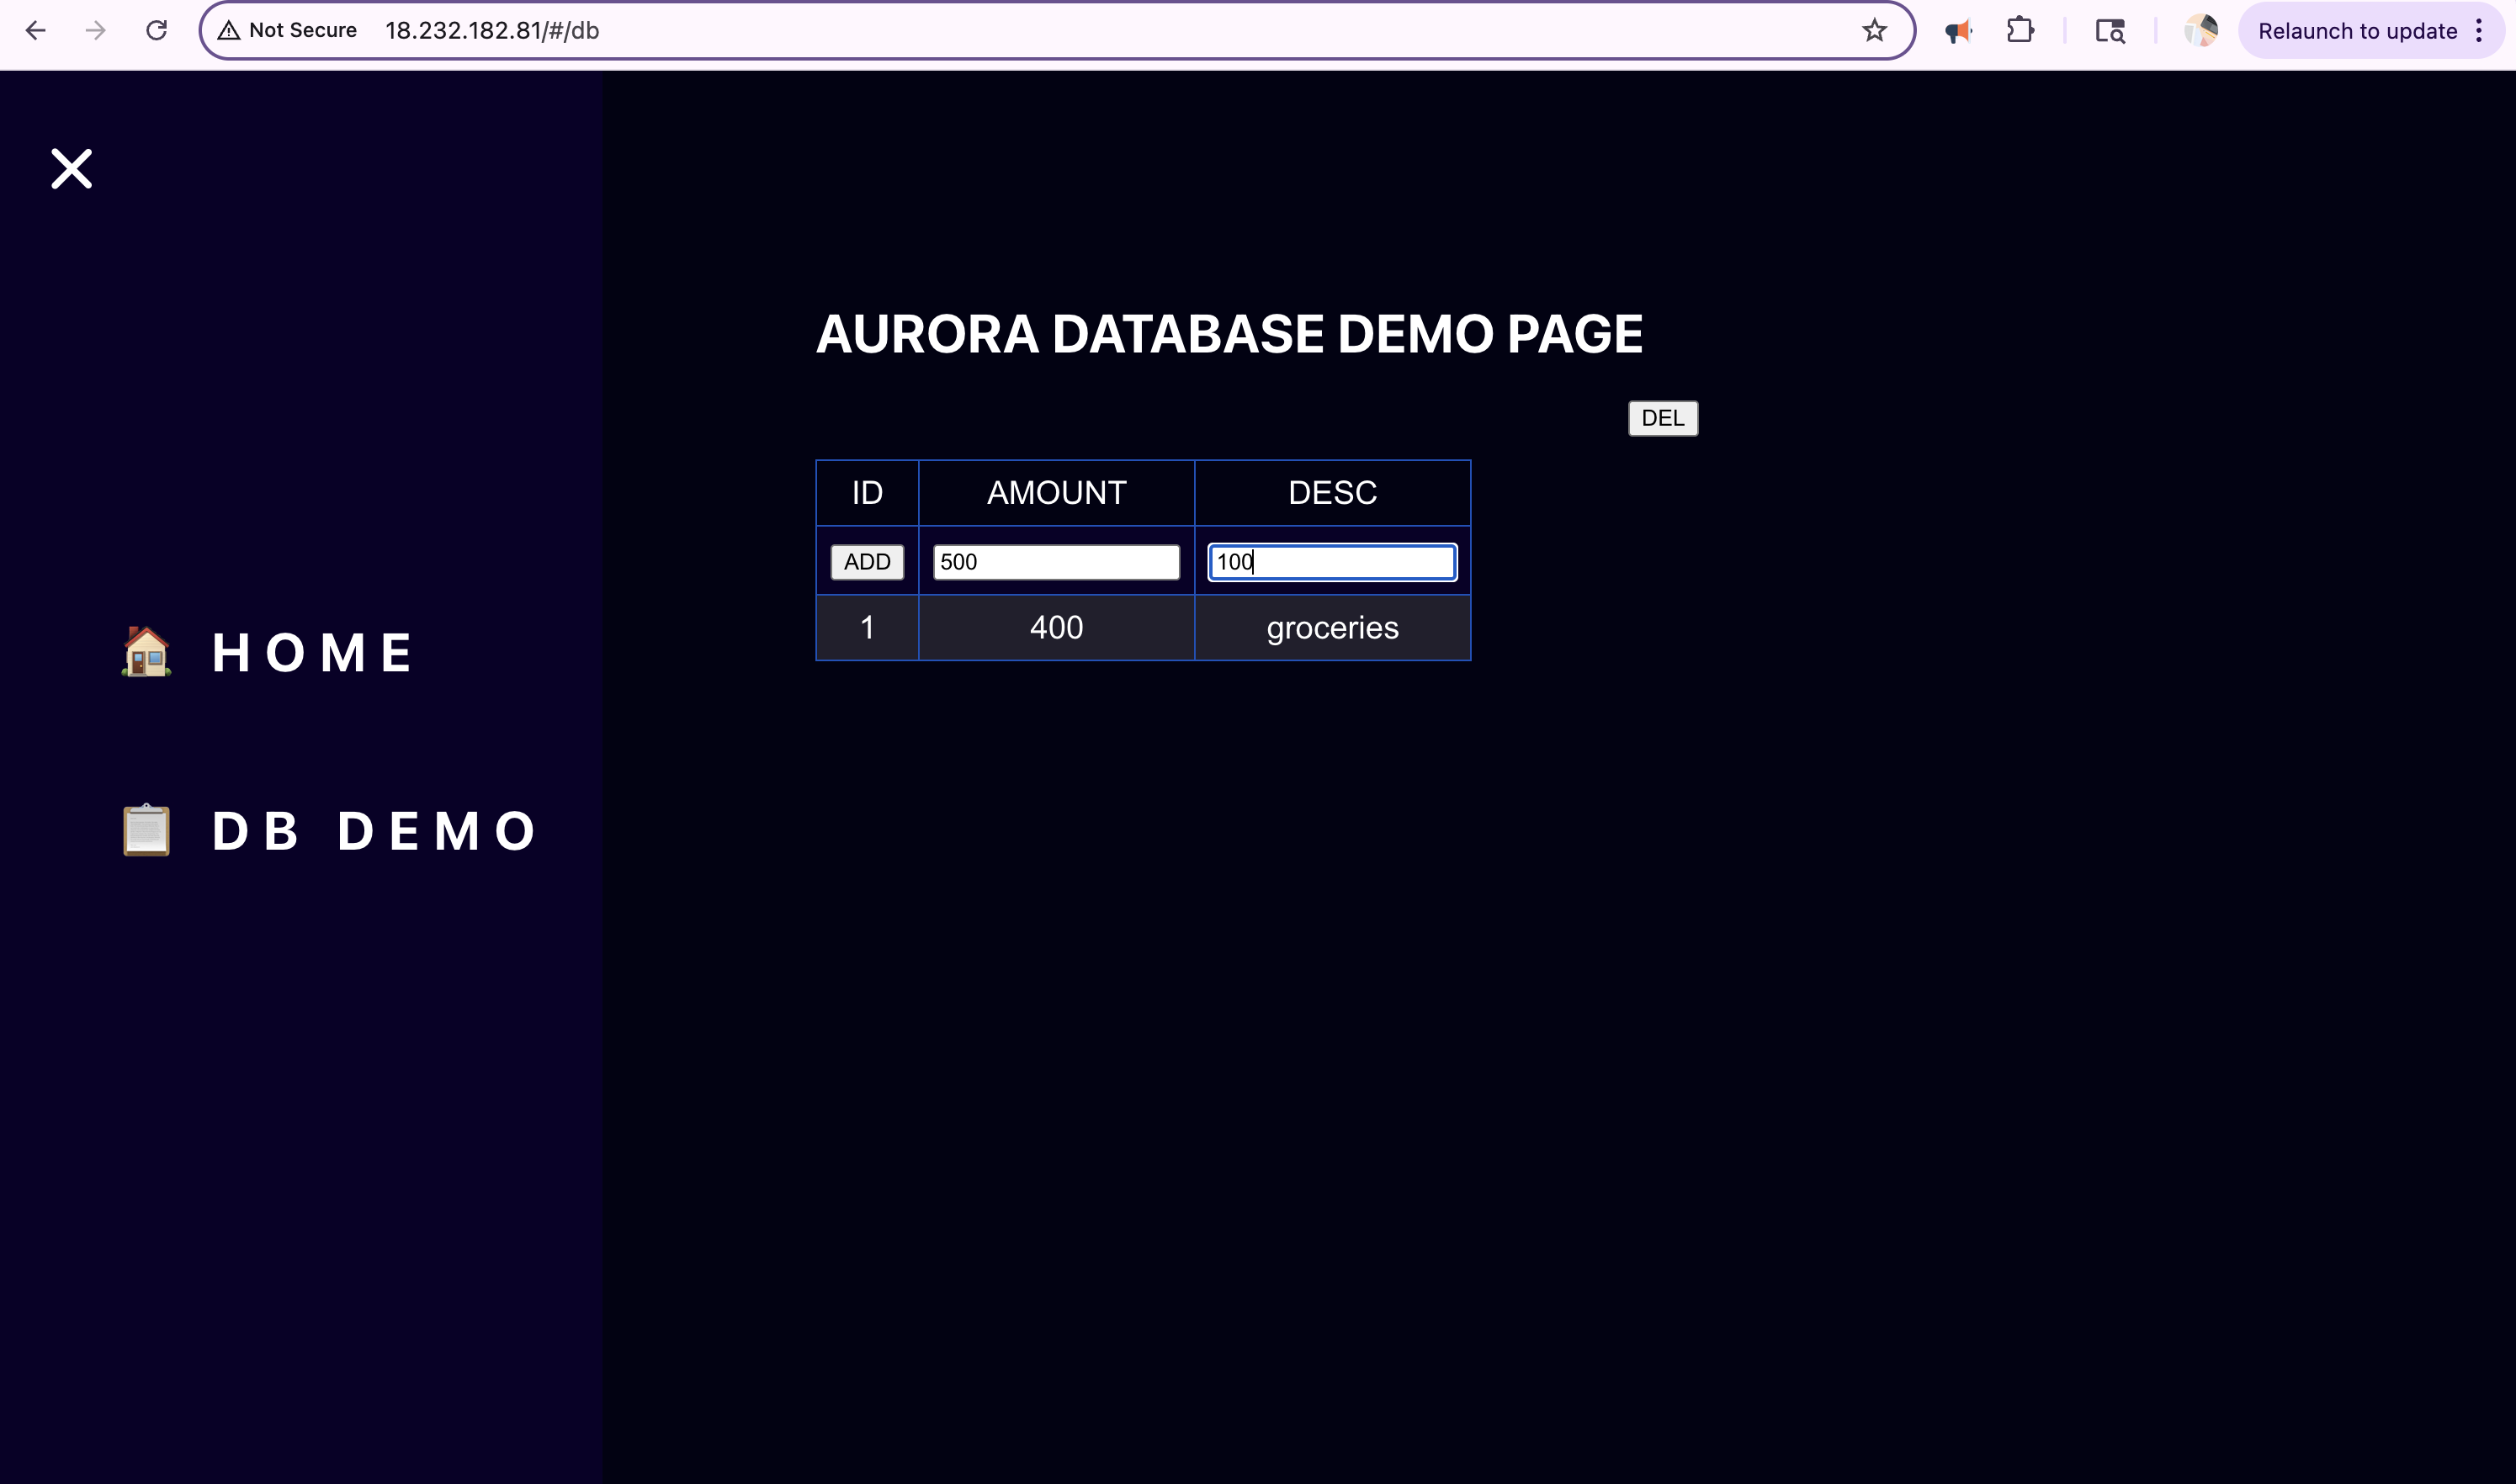 Not Secure 18.232.182.81/#/db Relaunch to update
AURORA DATABASE DEMO PAGE
DEL
ID AMOUNT DESC
ADD 500 100
1 400 groceries
HOME
DB DEMO